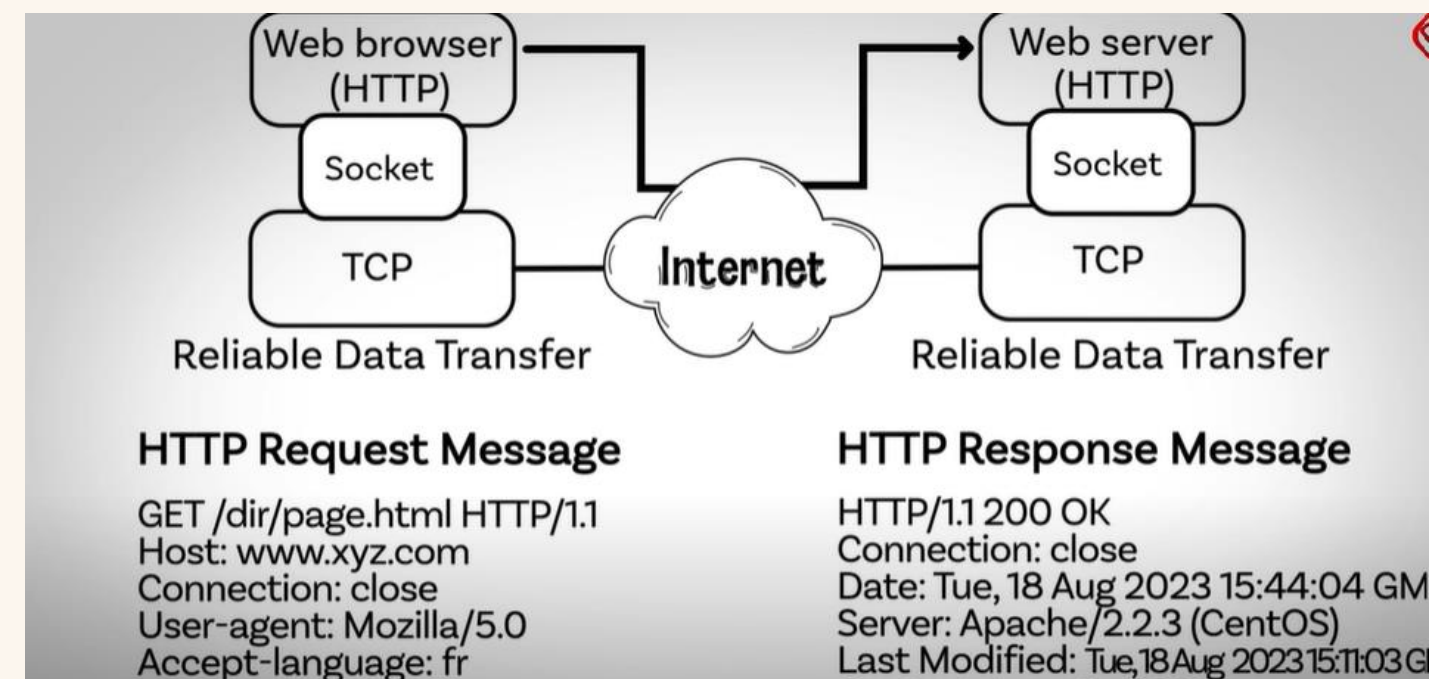 Web browser
(HTTP)
Socket
TCP
Reliable Data Transfer
Internet
Web server
(HTTP)
Socket
TCP
Reliable Data Transfer
HTTP Request Message
GET /dir/page.html HTTP/1.1
Host: www.xyz.com
Connection: close
User-agent: Mozilla/5.0
Accept-language: fr
HTTP Response Message
HTTP/1.1 200 OK
Connection: close
Date: Tue, 18 Aug 2023 15:44:04 GM
Server: Apache/2.2.3 (CentOS)
Last Modified: Tue, 18 Aug 2023 15:11:03 G